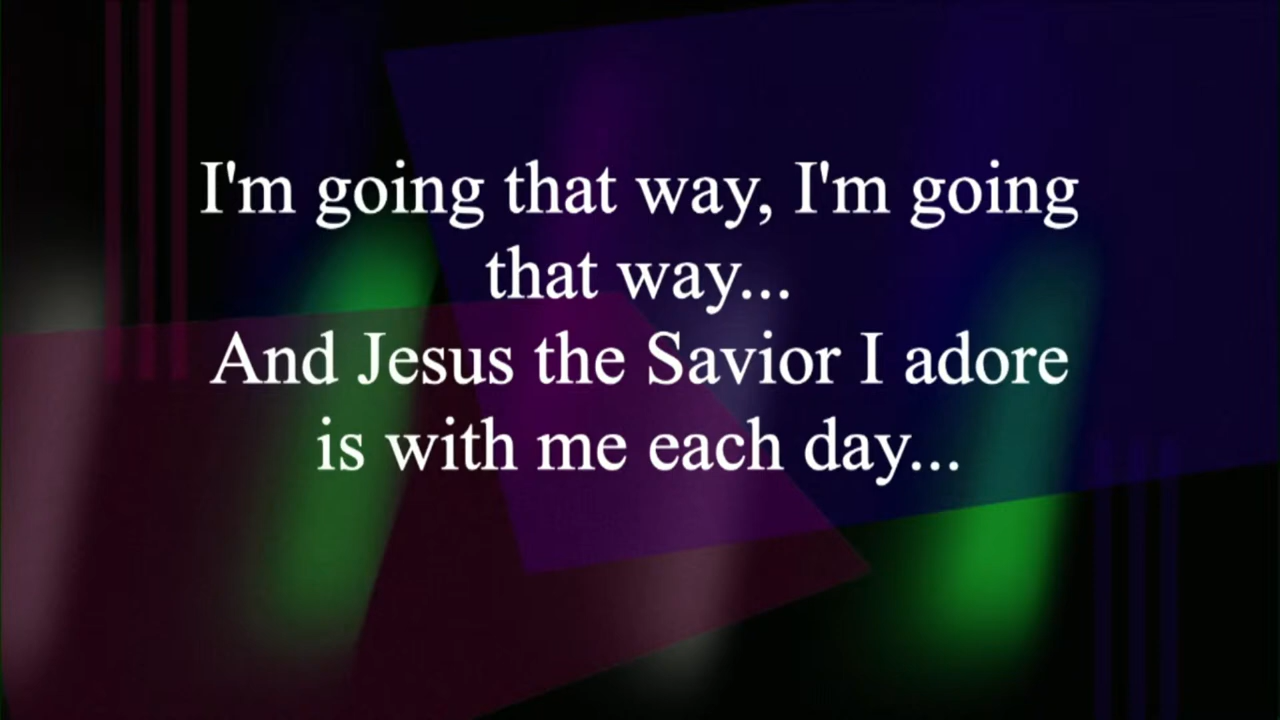 I'm going that way, I'm going
that way...
And Jesus the Savior I adore
is with me each day...